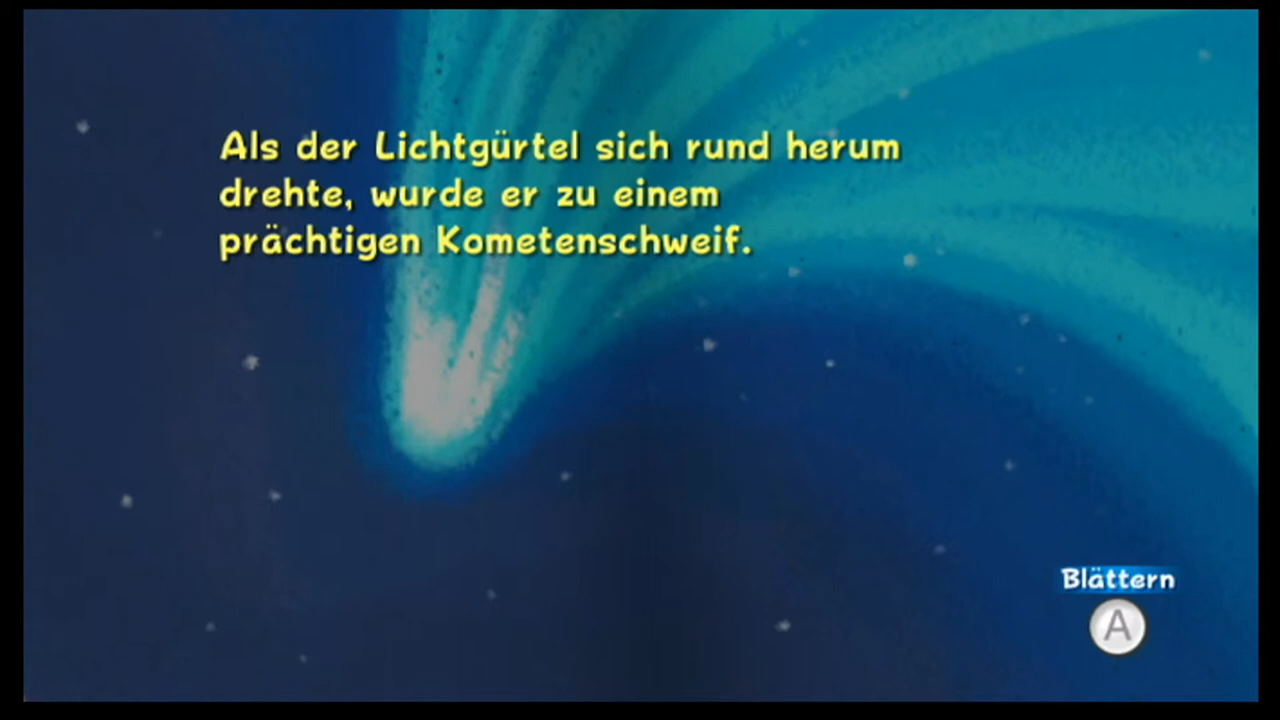 Als der Lichtgürtel sich rund herum
drehte, wurde er zu einem
prächtigen Kometenschweif.
Blättern
A